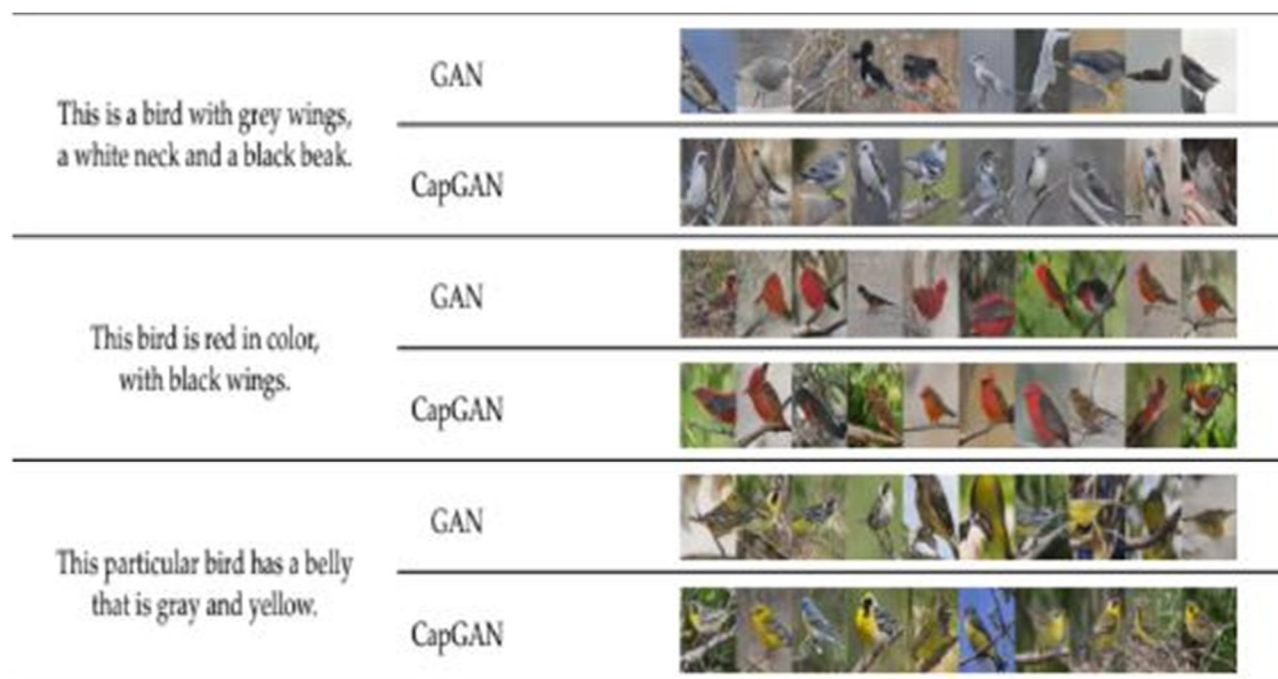 This is a bird with grey wings,
a white neck and a black beak.
GAN
CapGAN
This bird is red in color,
with black wings.
GAN
CapGAN
This particular bird has a belly
that is gray and yellow.
GAN
CapGAN